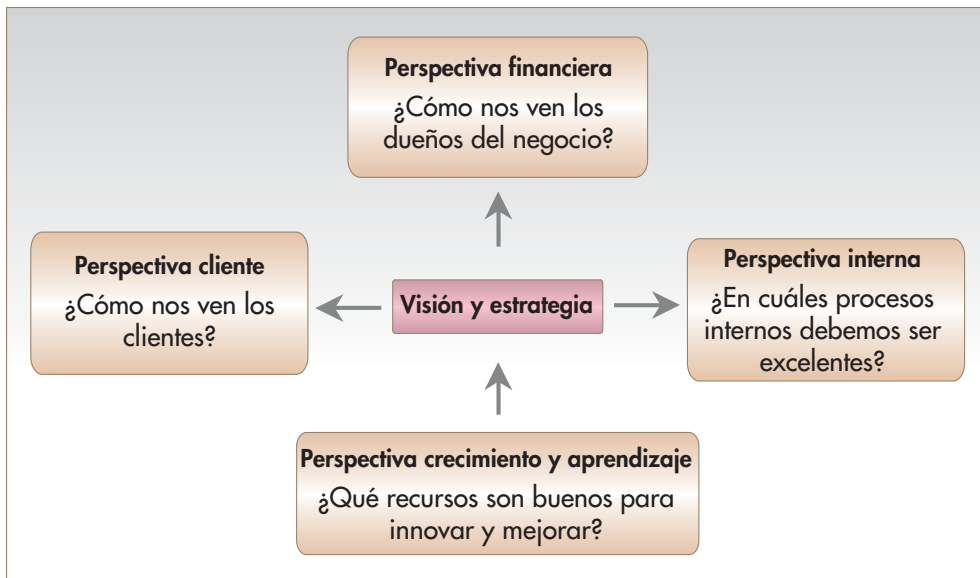 Perspectiva financiera
¿Cómo nos ven los
dueños del negocio?
Perspectiva cliente
¿Cómo nos ven los
clientes?
Visión y estrategia
Perspectiva interna
¿En cuáles procesos
internos debemos ser
excelentes?
Perspectiva crecimiento y aprendizaje
¿Qué recursos son buenos para
innovar y mejorar?